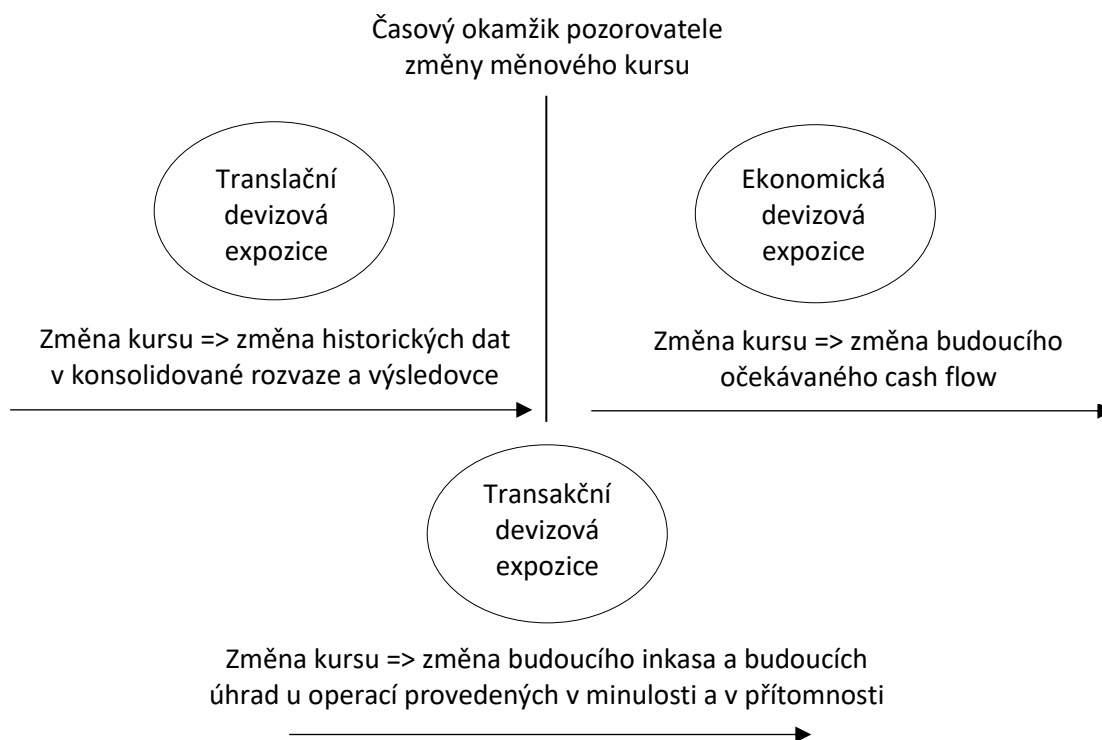 Časový okamžik pozorovatele
změny měnového kursu
Translační
devizová
expozice
Ekonomická
devizová
expozice
Změna kursu => změna historických dat
v konsolidované rozvaze a výsledovce
Změna kursu => změna budoucího
očekávaného cash flow
Transakční
devizová
expozice
Změna kursu => změna budoucího inkasa a budoucích
úhrad u operací provedených v minulosti a v přítomnosti